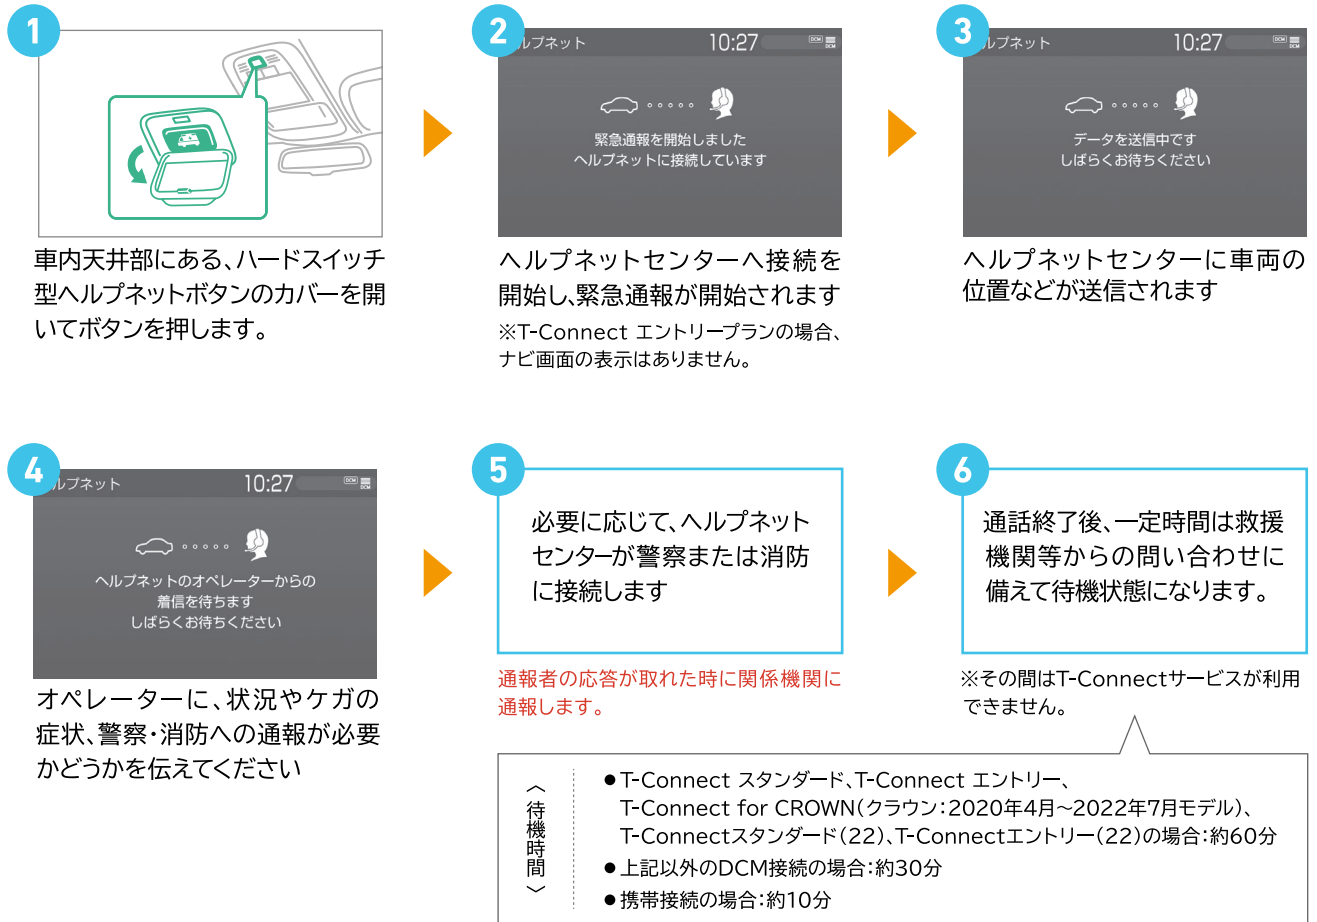 1
車内天井部にある、ハードスイッチ
型ヘルプネットボタンのカバーを開
いてボタンを押します。
2
ルプネット 10:27 DCM DCM
緊急通報を開始しました
ヘルプネットに接続しています
ヘルプネットセンターへ接続を
開始し、緊急通報が開始されます
※T-Connect エントリープランの場合、
ナビ画面の表示はありません。
3
ルプネット 10:27 DCM DCM
データを送信中です
しばらくお待ちください
ヘルプネットセンターに車両の
位置などが送信されます
4
ルプネット 10:27 DCM DCM
ヘルプネットのオペレーターからの
着信を待ちます
しばらくお待ちください
オペレーターに、状況やケガの
症状、警察・消防への通報が必要
かどうかを伝えてください
5
必要に応じて、ヘルプネット
センターが警察または消防
に接続します
通報者の応答が取れた時に関係機関に
通報します。
6
通話終了後、一定時間は救援
機関等からの問い合わせに
備えて待機状態になります。
※その間はT-Connectサービスが利用
できません。
〈待機時間〉
●T-Connect スタンダード、T-Connect エントリー、
T-Connect for CROWN(クラウン:2020年4月〜2022年7月モデル)、
T-Connectスタンダード(22)、T-Connectエントリー(22)の場合:約60分
●上記以外のDCM接続の場合:約30分
●携帯接続の場合:約10分